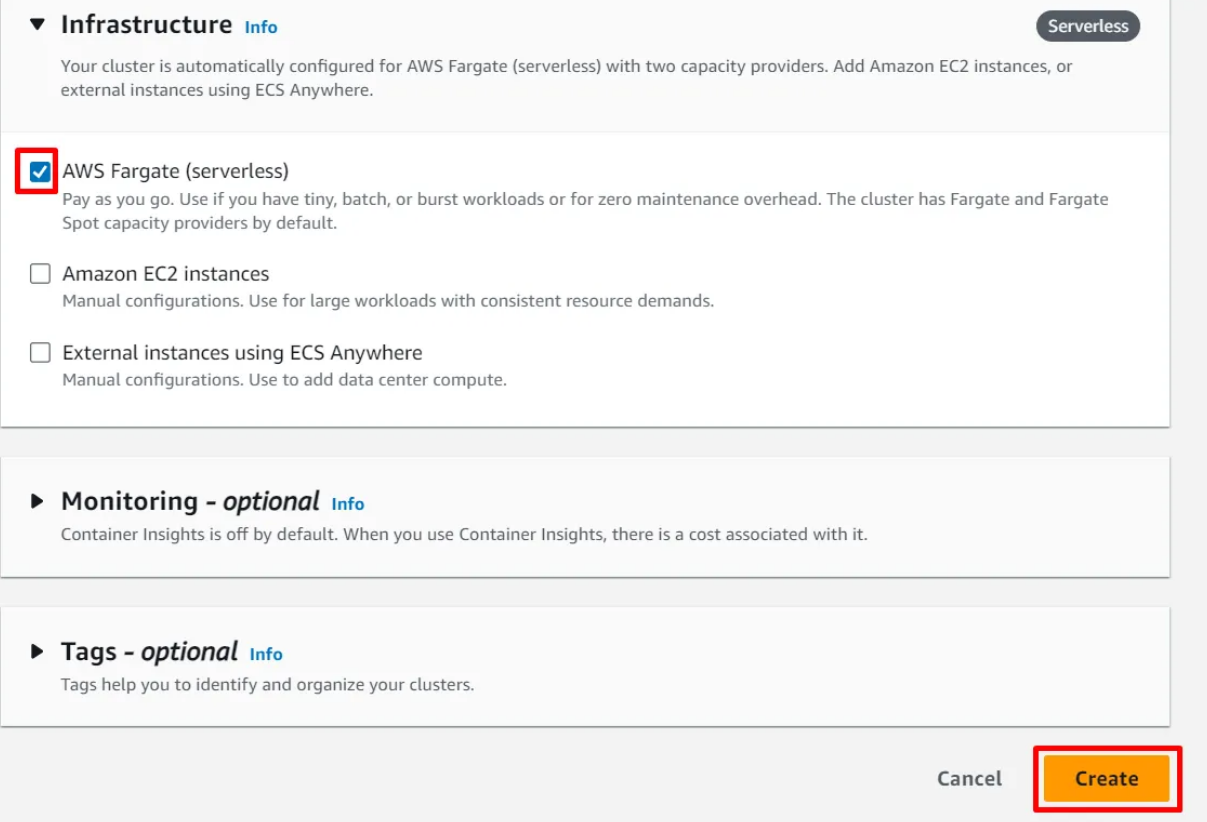 Infrastructure Info
Serverless
Your cluster is automatically configured for AWS Fargate (serverless) with two capacity providers. Add Amazon EC2 instances, or
external instances using ECS Anywhere.
AWS Fargate (serverless)
Pay as you go. Use if you have tiny, batch, or burst workloads or for zero maintenance overhead. The cluster has Fargate and Fargate
Spot capacity providers by default.
Amazon EC2 instances
Manual configurations. Use for large workloads with consistent resource demands.
External instances using ECS Anywhere
Manual configurations. Use to add data center compute.
Monitoring - optional Info
Container Insights is off by default. When you use Container Insights, there is a cost associated with it.
Tags - optional Info
Tags help you to identify and organize your clusters.
Cancel
Create